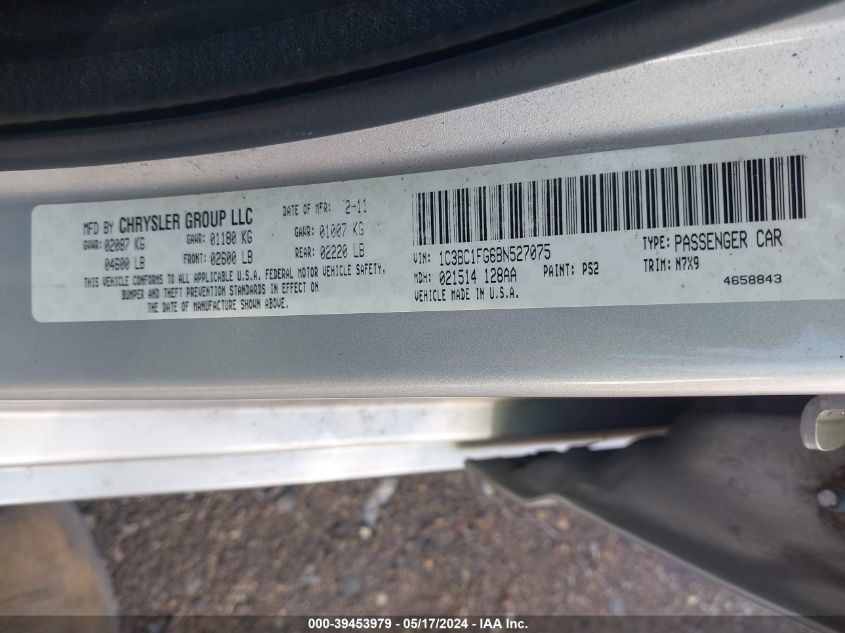 MFD BY CHRYSLER GROUP LLC DATE OF MFR: 2-11
GVWR: 02087 KG GAWR: 01180 KG GAWR: 01007 KG
04600 LB FRONT: 02600 LB REAR: 02220 LB
THIS VEHICLE CONFORMS TO ALL APPLICABLE U.S.A. FEDERAL MOTOR VEHICLE SAFETY,
BUMPER AND THEFT PREVENTION STANDARDS IN EFFECT ON
THE DATE OF MANUFACTURE SHOWN ABOVE.
VIN: 1C3BC1FG6BN527075 TYPE: PASSENGER CAR
MDH: 021514 128AA PAINT: PS2 TRIM: N7X9
VEHICLE MADE IN U.S.A. 4658843
000-39453979 - 05/17/2024 - IAAI.com